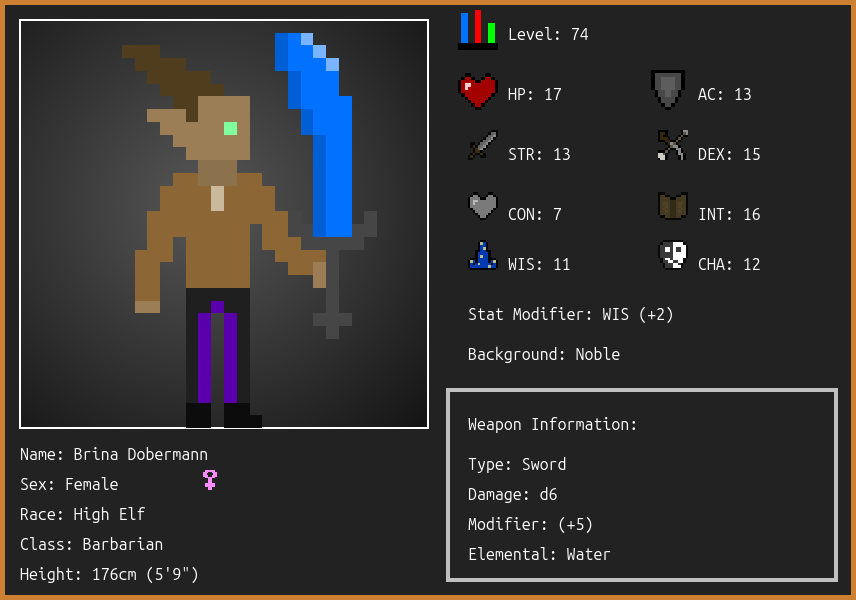 Level: 74
HP: 17
AC: 13
STR: 13
DEX: 15
CON: 7
INT: 16
WIS: 11
CHA: 12
Stat Modifier: WIS (+2)
Background: Noble
Weapon Information:
Type: Sword
Damage: d6
Modifier: (+5)
Elemental: Water
Name: Brina Dobermann
Sex: Female
Race: High Elf
Class: Barbarian
Height: 176cm (5'9")